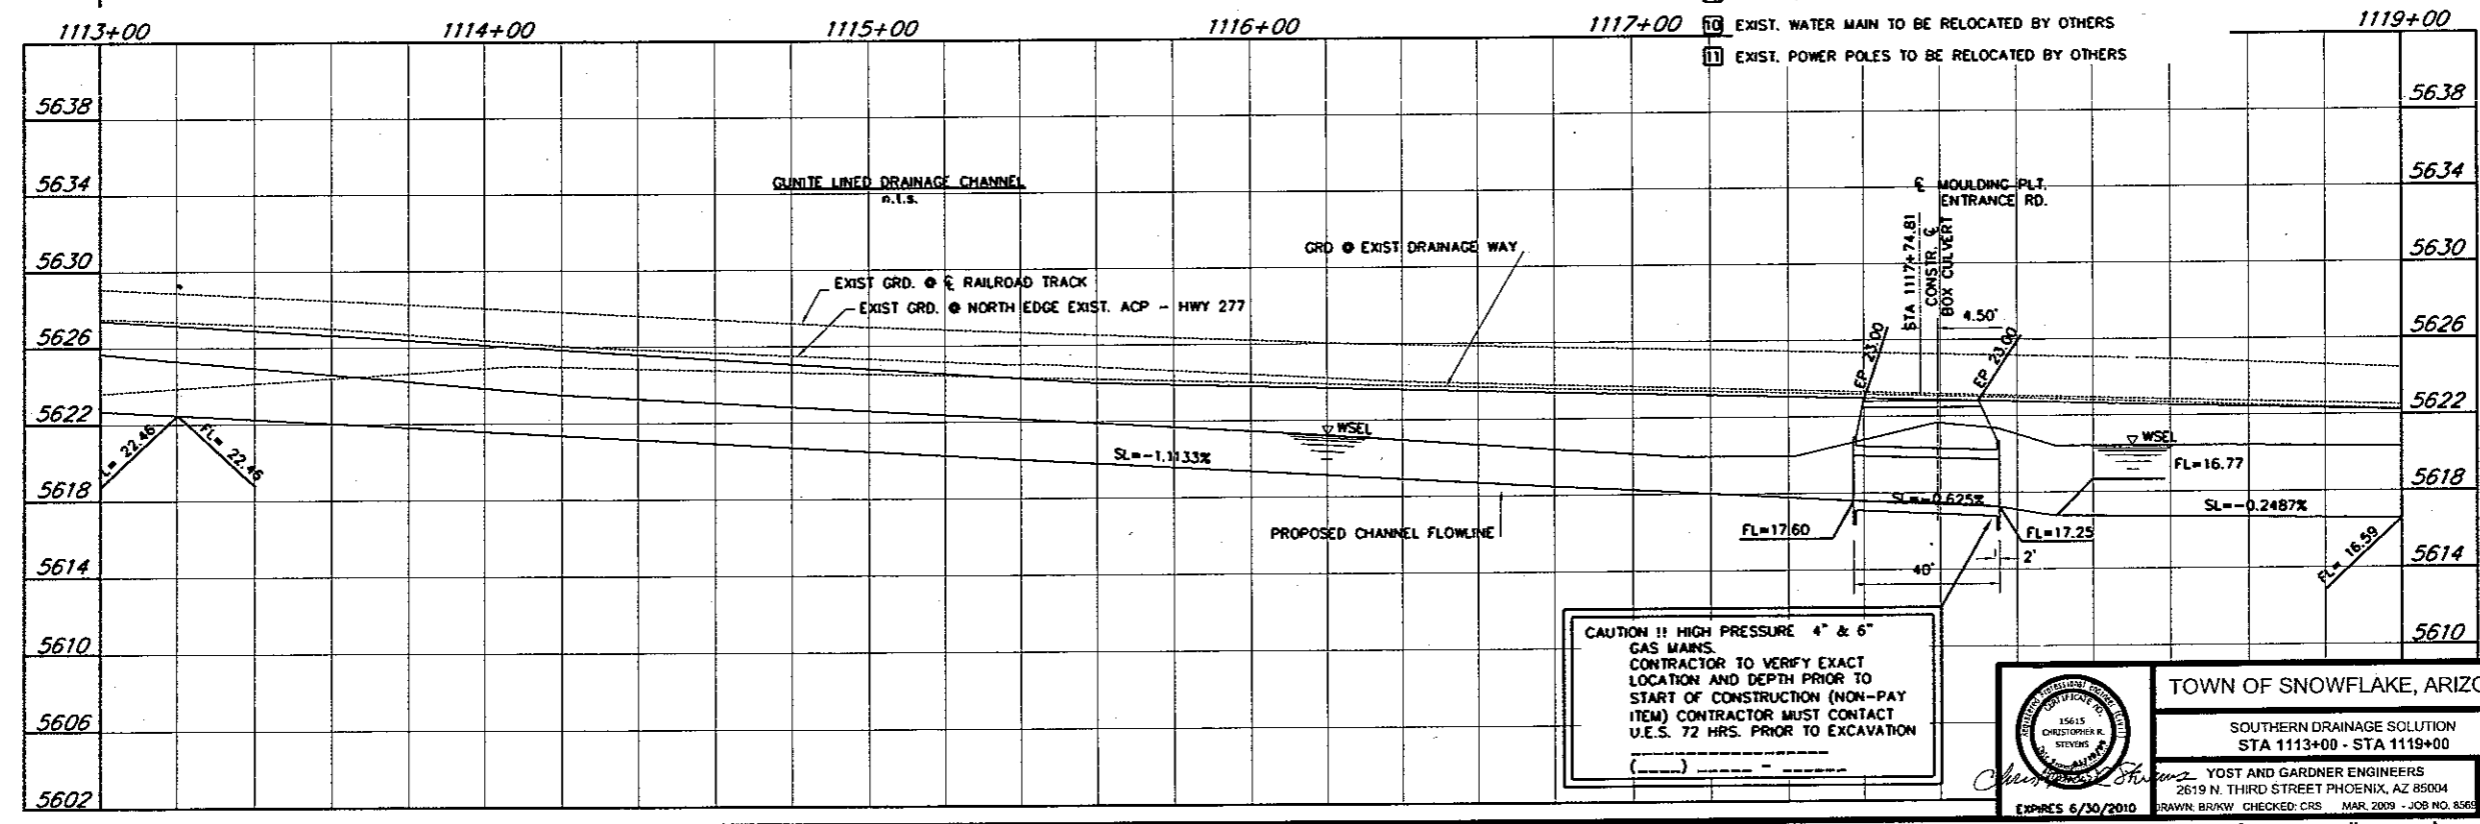 1113+00 1114+00 1115+00 1116+00 1117+00 1119+00
10 EXIST. WATER MAIN TO BE RELOCATED BY OTHERS
11 EXIST. POWER POLES TO BE RELOCATED BY OTHERS
5638 5638
5634 5634
5630 5630
5626 5626
5622 5622
5618 5618
5614 5614
5610 5610
5606
5602
GUNITE LINED DRAINAGE CHANNEL
n.t.s.
℄ MOULDING PLT.
ENTRANCE RD.
STA 1117+74.81
CONSTR. ℄
BOX CULVERT
GRD @ EXIST DRAINAGE WAY
EXIST GRD. @ ℄ RAILROAD TRACK
EXIST GRD. @ NORTH EDGE EXIST. ACP - HWY 277
4.50'
EP 23.00
EP 23.00
L= 22.46
FL= 22.46
WSEL
WSEL
SL=-1.1133%
FL=16.77
SL=-0.625%
SL=-0.2487%
PROPOSED CHANNEL FLOWLINE
FL=17.60
FL=17.25
2'
40'
FL= 16.59
CAUTION !! HIGH PRESSURE 4" & 6"
GAS MAINS.
CONTRACTOR TO VERIFY EXACT
LOCATION AND DEPTH PRIOR TO
START OF CONSTRUCTION (NON-PAY
ITEM) CONTRACTOR MUST CONTACT
U.E.S. 72 HRS. PRIOR TO EXCAVATION
(____) _____ - ______
Registered Professional Engineer (Civil)
CERTIFICATE NO.
15615
CHRISTOPHER R.
STEVENS
EXPIRES 6/30/2010
TOWN OF SNOWFLAKE, ARIZO
SOUTHERN DRAINAGE SOLUTION
STA 1113+00 - STA 1119+00
YOST AND GARDNER ENGINEERS
2619 N. THIRD STREET PHOENIX, AZ 85004
DRAWN: BR/KW CHECKED: CRS MAR, 2009 - JOB NO. 8569